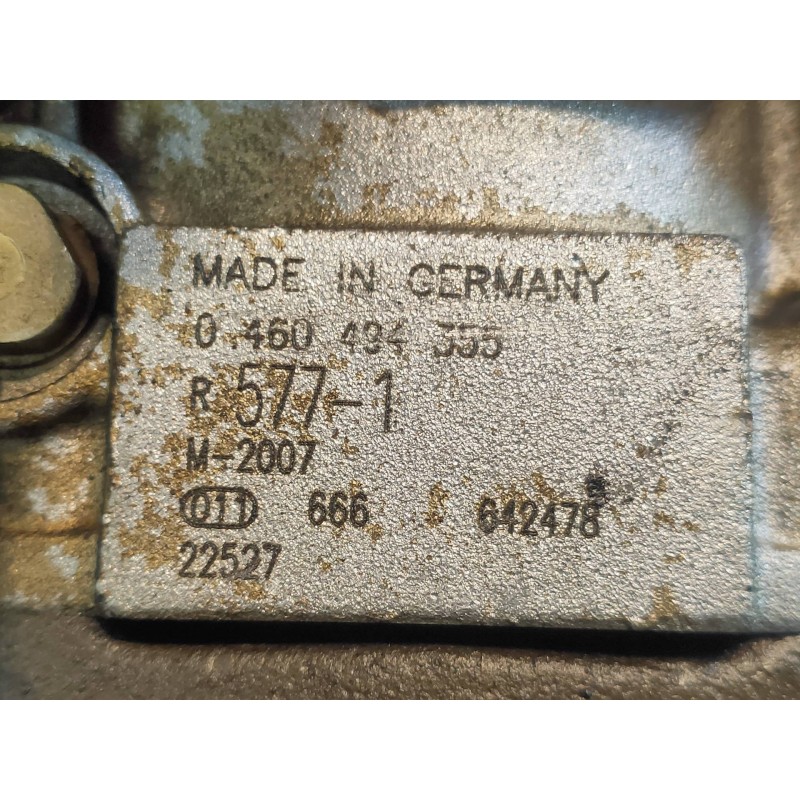 MADE IN GERMANY
0 460 494 355
R 577-1
M-2007
011 666 642478
22527